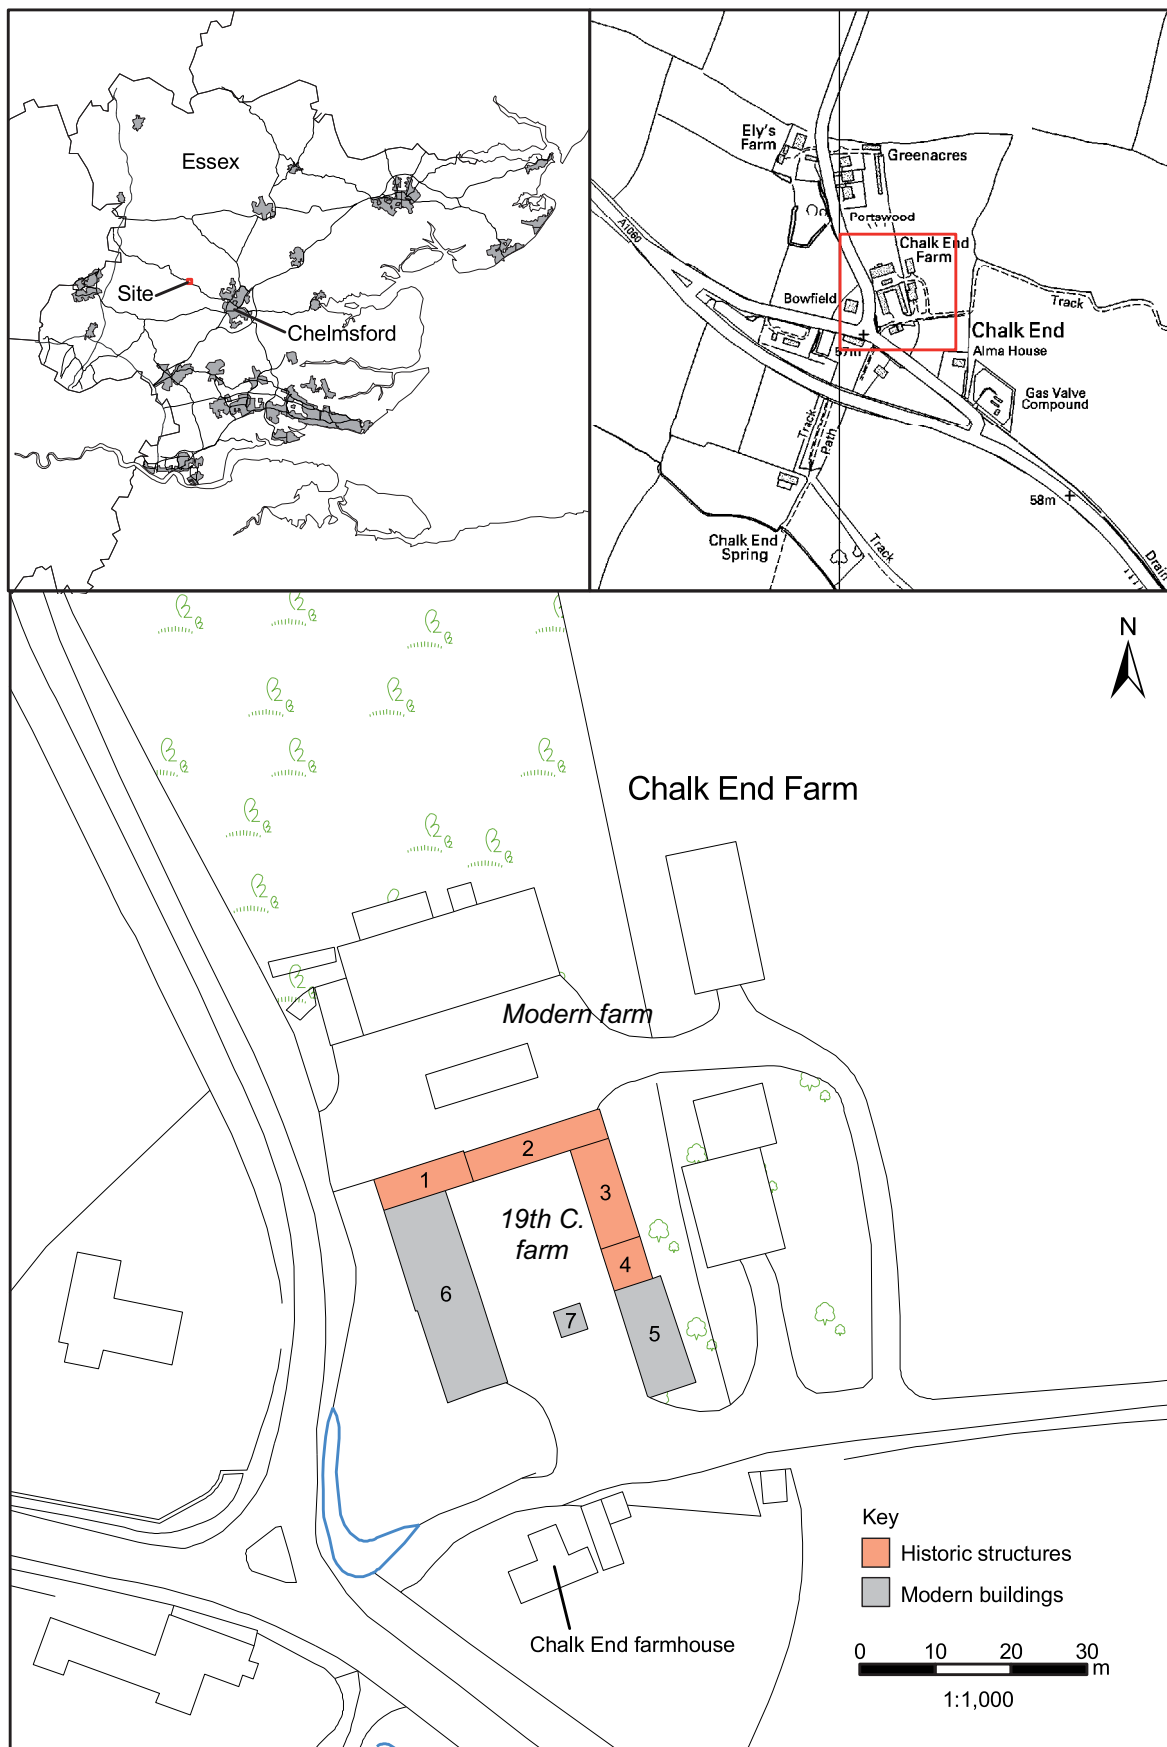 Essex
Site
Chelmsford
Ely's
Farm
Greenacres
Portswood
A1060
Chalk End
Farm
Bowfield
Track
Chalk End
57m
Alma House
Gas Valve
Compound
Track
Path
58m
Chalk End
Spring
Track
Drain
N
Chalk End Farm
Modern farm
2
1
3
19th C.
farm
4
6
7
5
Key
Historic structures
Modern buildings
Chalk End farmhouse
0 10 20 30
m
1:1,000